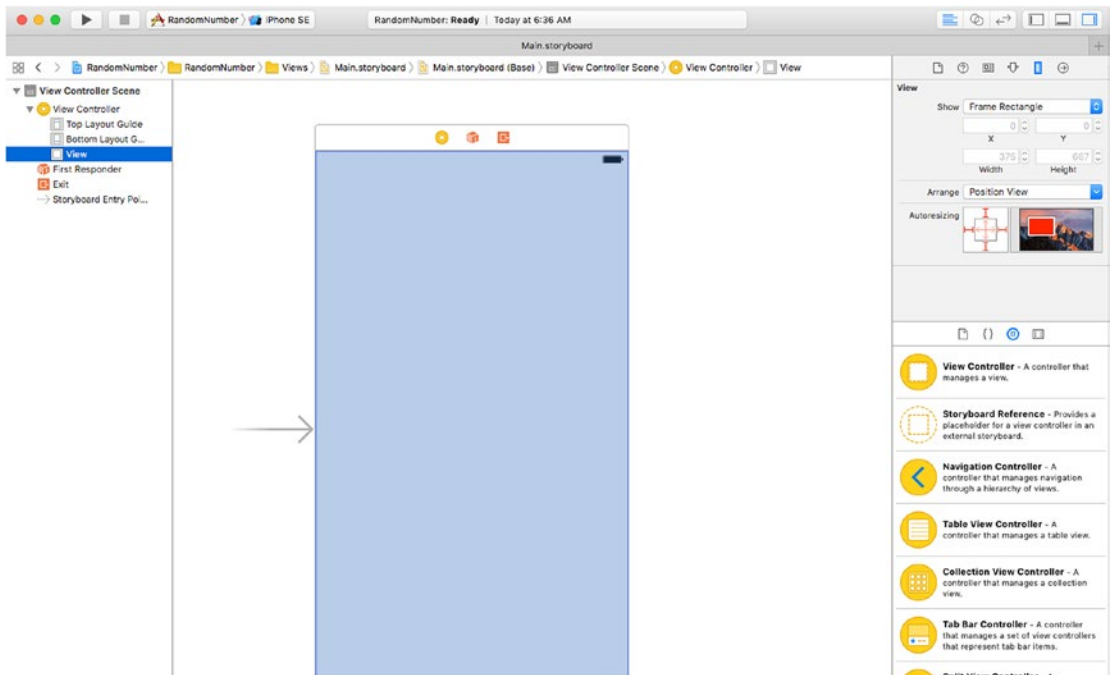 RandomNumber iPhone SE
RandomNumber: Ready | Today at 6:36 AM
Main.storyboard
RandomNumber RandomNumber Views Main.storyboard Main.storyboard (Base) View Controller Scene View Controller View
View Controller Scene
View Controller
Top Layout Guide
Bottom Layout G...
View
First Responder
Exit
Storyboard Entry Poi...
View
Show Frame Rectangle
0 0
X Y
375 667
Width Height
Arrange Position View
Autoresizing
View Controller - A controller that
manages a view.
Storyboard Reference - Provides a
placeholder for a view controller in an
external storyboard.
Navigation Controller - A
controller that manages navigation
through a hierarchy of views.
Table View Controller - A
controller that manages a table view.
Collection View Controller - A
controller that manages a collection
view.
Tab Bar Controller - A controller
that manages a set of view controllers
that represent tab bar items.